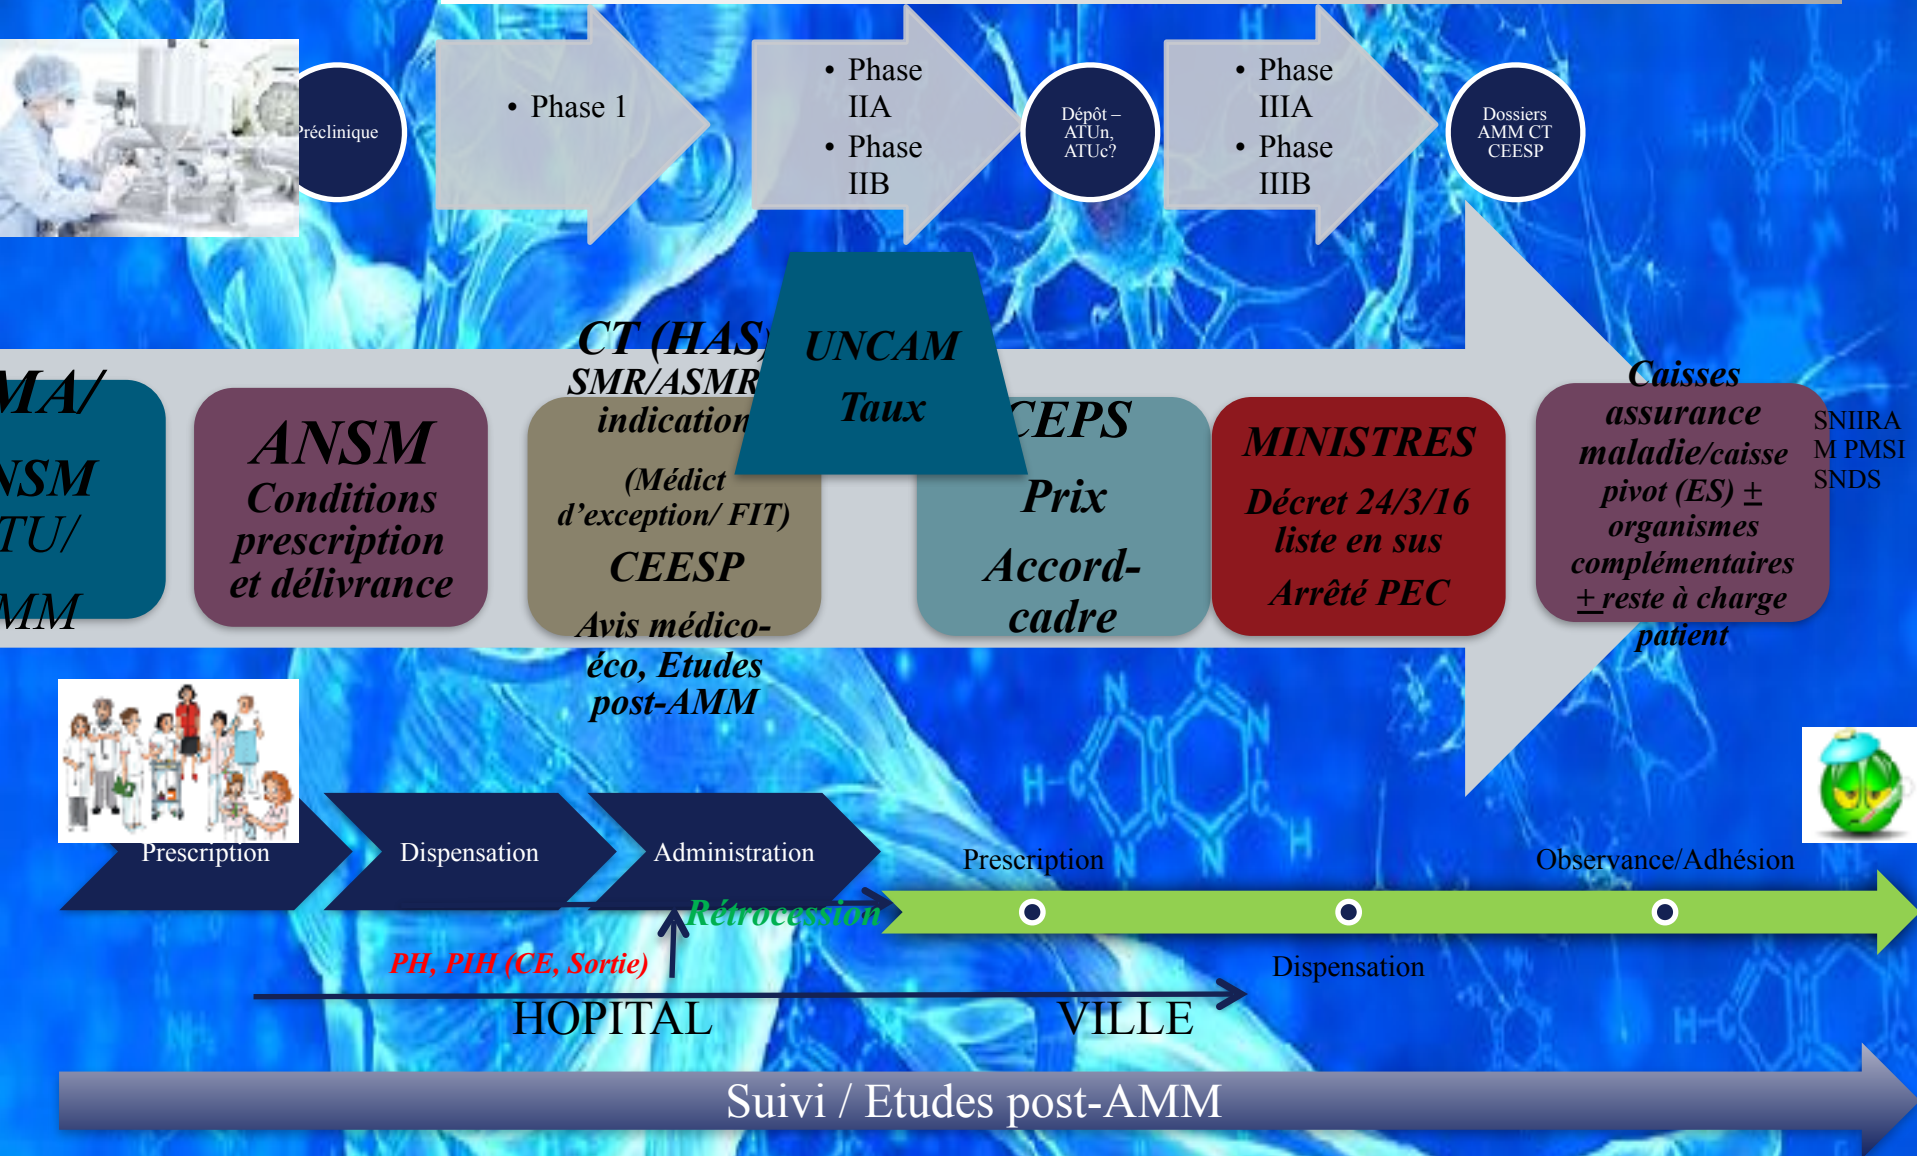 Préclinique
• Phase 1
• Phase
IIA
• Phase
IIB
Dépôt –
ATUn,
ATUc?
• Phase
IIIA
• Phase
IIIB
Dossiers
AMM CT
CEESP
MA/
NSM
TU/
MM
ANSM
Conditions
prescription
et délivrance
CT (HAS)
SMR/ASMR
indication
(Médict
d’exception/ FIT)
CEESP
Avis médico-
éco, Etudes
post-AMM
UNCAM
Taux
CEPS
Prix
Accord-
cadre
MINISTRES
Décret 24/3/16
liste en sus
Arrêté PEC
Caisses
assurance
maladie/caisse
pivot (ES) ±
organismes
complémentaires
± reste à charge
patient
SNIIRA
M PMSI
SNDS
Prescription
Dispensation
Administration
Rétrocession
PH, PIH (CE, Sortie)
HOPITAL
VILLE
Prescription
Dispensation
Observance/Adhésion
Suivi / Etudes post-AMM